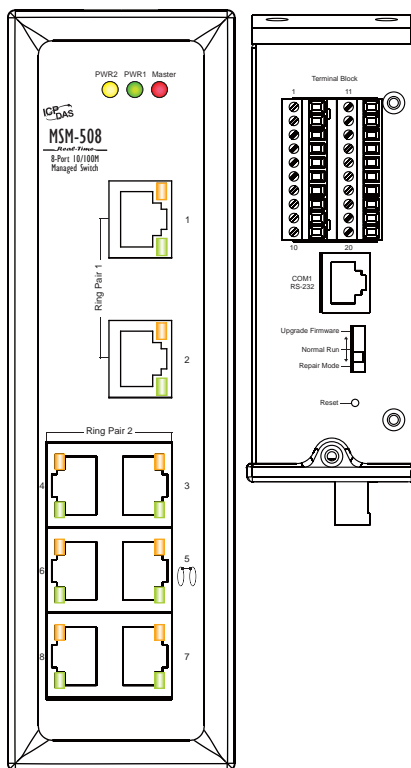 PWR2 PWR1 Master
ICP
DAS
MSM-508
Real-Time
8-Port 10/100M
Managed Switch
1
Ring Pair 1
2
Ring Pair 2
4 3
6 5
8 7
Terminal Block
1 11
10 20
COM1
RS-232
Upgrade Firmware
Normal Run
Repair Mode
Reset